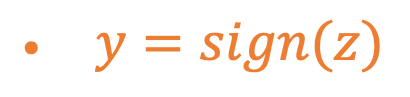 • y = sign(z)